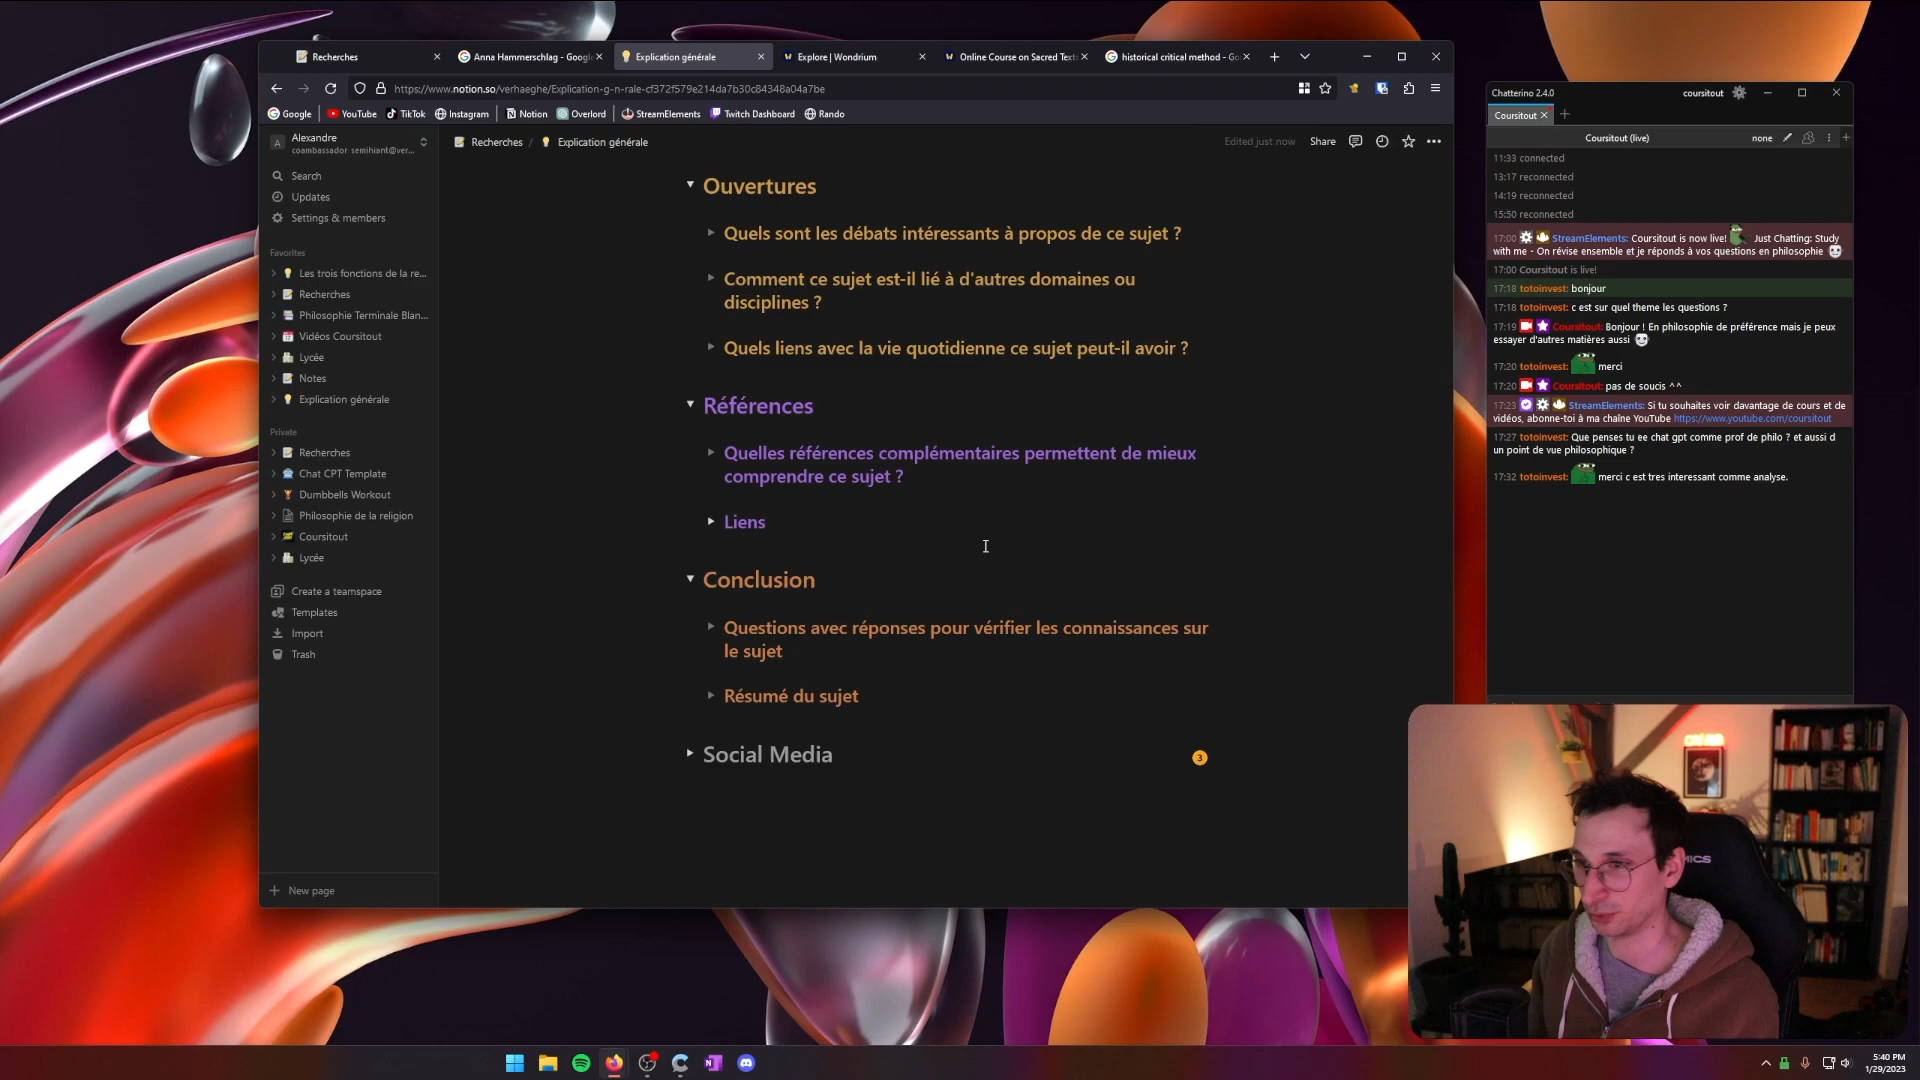 Recherches
Anna Hammerschlag - Google
Explication générale
Explore | Wondrium
Online Course on Sacred Texts
historical critical method - Go
https://www.notion.so/verhaeghe/Explication-g-n-rale-cf372f579e214da7b30c84348a04a7be
Google
YouTube
TikTok
Instagram
Notion
Overlord
StreamElements
Twitch Dashboard
Rando
A
Alexandre
coambassador_semihiant@ver...
Recherches / Explication générale
Edited just now
Share
Search
Updates
Settings & members
Favorites
Les trois fonctions de la re...
Recherches
Philosophie Terminale Blan...
Vidéos Coursitout
Lycée
Notes
Explication générale
Private
Recherches
Chat CPT Template
Dumbbells Workout
Philosophie de la religion
Coursitout
Lycée
Create a teamspace
Templates
Import
Trash
New page
Ouvertures
Quels sont les débats intéressants à propos de ce sujet ?
Comment ce sujet est-il lié à d'autres domaines ou
disciplines ?
Quels liens avec la vie quotidienne ce sujet peut-il avoir ?
Références
Quelles références complémentaires permettent de mieux
comprendre ce sujet ?
Liens
Conclusion
Questions avec réponses pour vérifier les connaissances sur
le sujet
Résumé du sujet
Social Media
3
Chatterino 2.4.0
coursitout
Coursitout
Coursitout (live)
none
11:33 connected
13:17 reconnected
14:19 reconnected
15:50 reconnected
17:00 StreamElements: Coursitout is now live! Just Chatting: Study
with me - On révise ensemble et je réponds à vos questions en philosophie
17:00 Coursitout is live!
17:18 totoinvest: bonjour
17:18 totoinvest: c est sur quel theme les questions ?
17:19 Coursitout: Bonjour ! En philosophie de préférence mais je peux
essayer d'autres matières aussi
17:20 totoinvest: merci
17:20 Coursitout: pas de soucis ^^
17:23 StreamElements: Si tu souhaites voir davantage de cours et de
vidéos, abonne-toi à ma chaîne YouTube https://www.youtube.com/coursitout
17:27 totoinvest: Que penses tu ee chat gpt comme prof de philo ? et aussi d
un point de vue philosophique ?
17:32 totoinvest: merci c est tres interessant comme analyse.
ON AIR
5:40 PM
1/29/2023